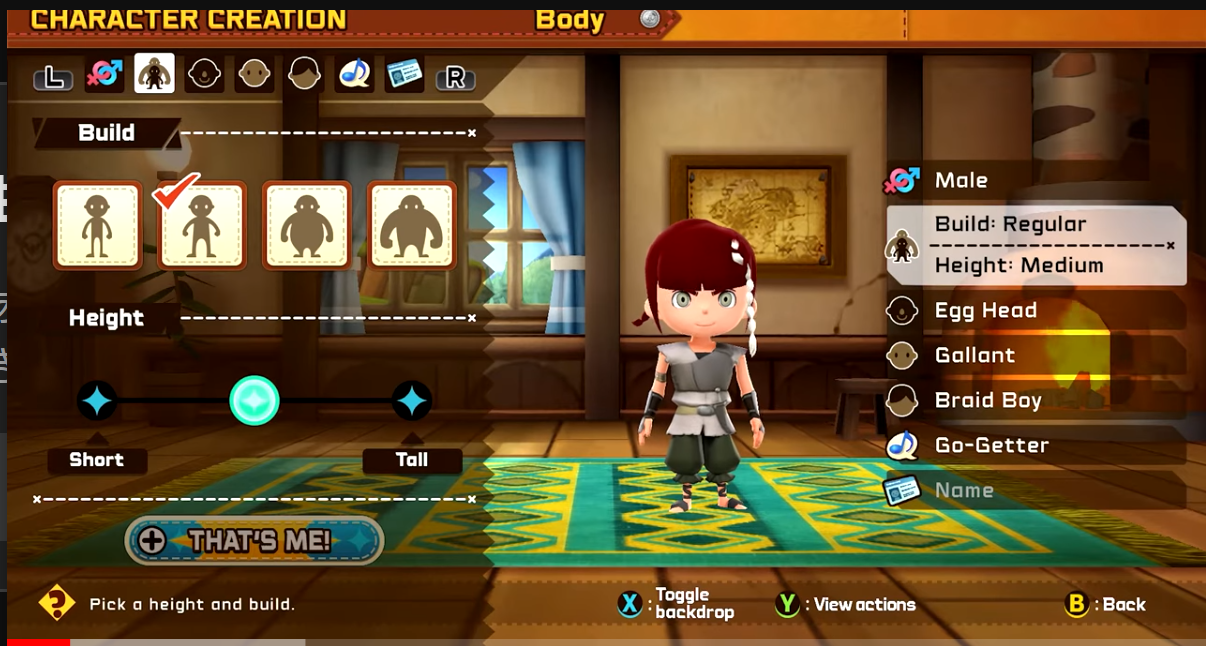 CHARACTER CREATION
Body
L
R
Build
Height
Short
Tall
THAT'S ME!
Male
Build: Regular
Height: Medium
Egg Head
Gallant
Braid Boy
Go-Getter
Name
? Pick a height and build.
X : Toggle backdrop
Y : View actions
B : Back